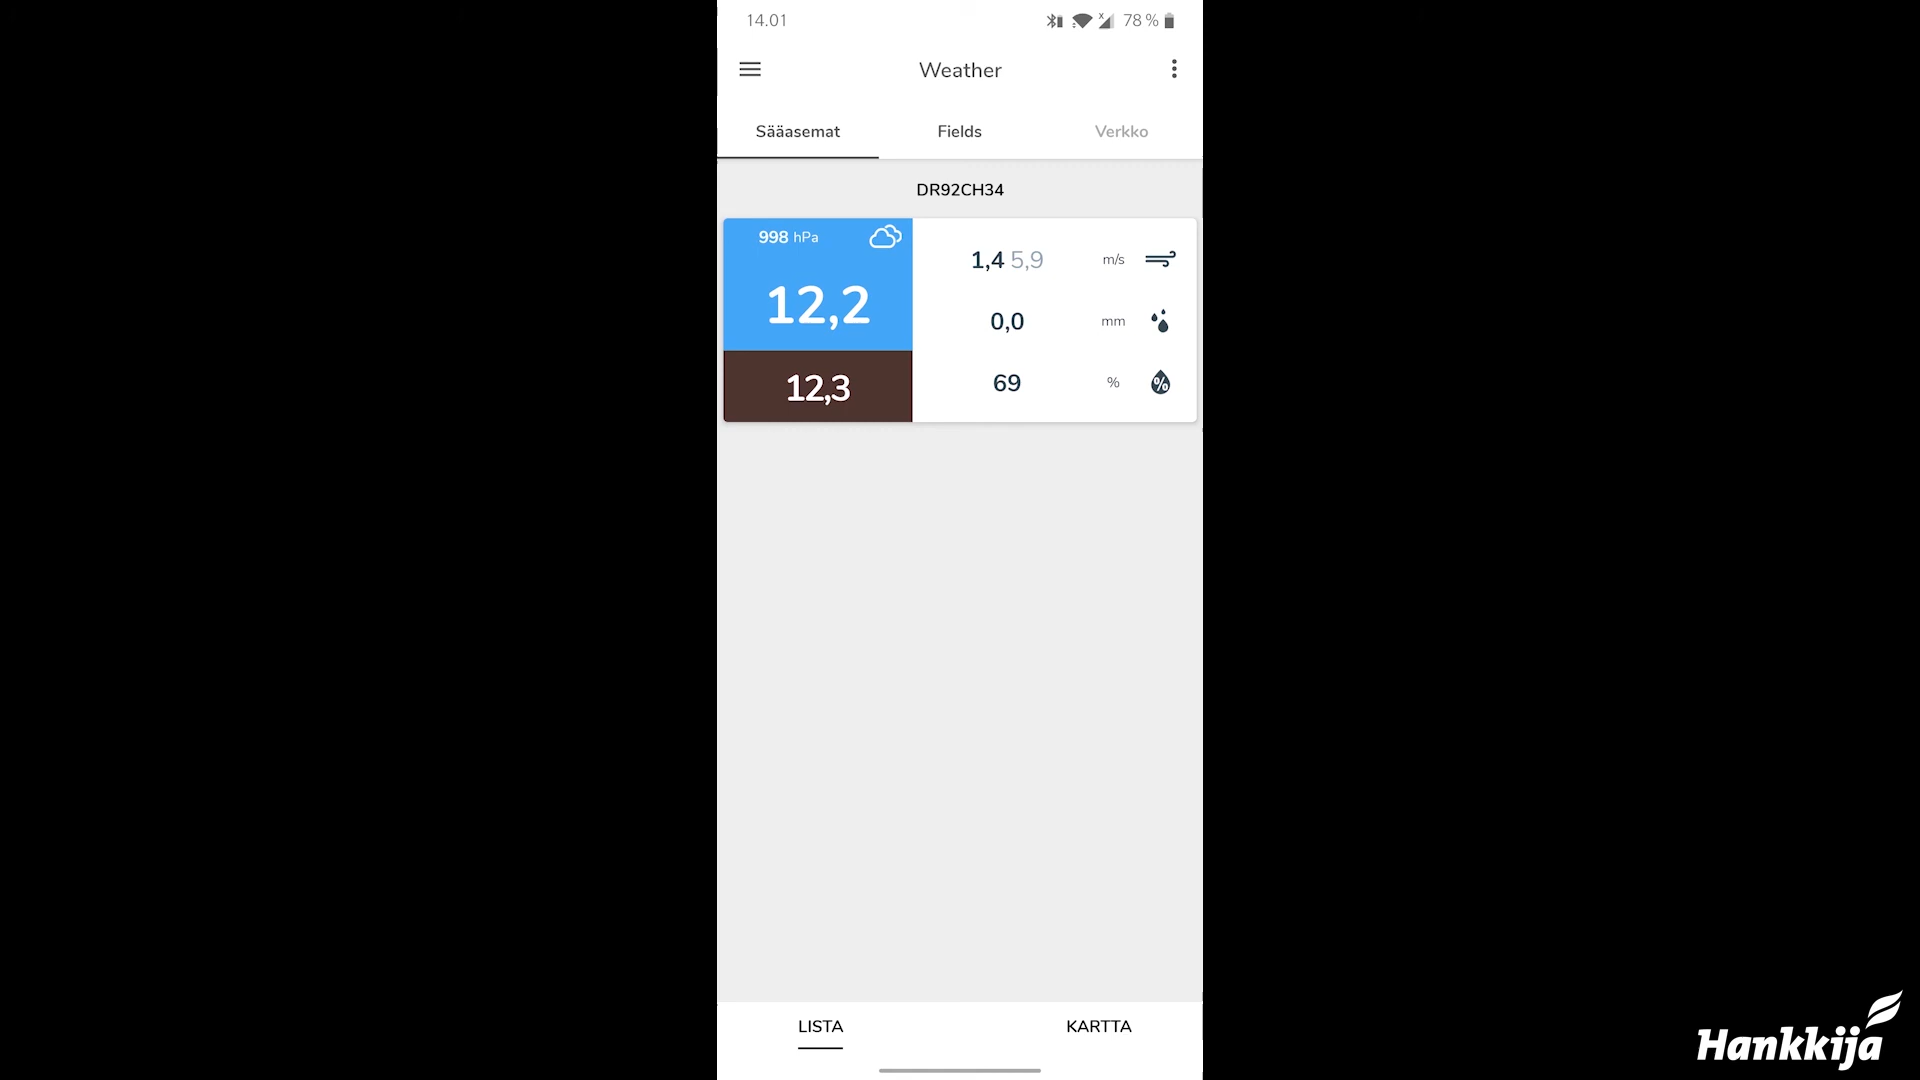 14.01
78 %
Weather
Sääasemat
Fields
Verkko
DR92CH34
998 hPa
12,2
12,3
1,4 5,9 m/s
0,0 mm
69 %
LISTA
KARTTA
Hankkija